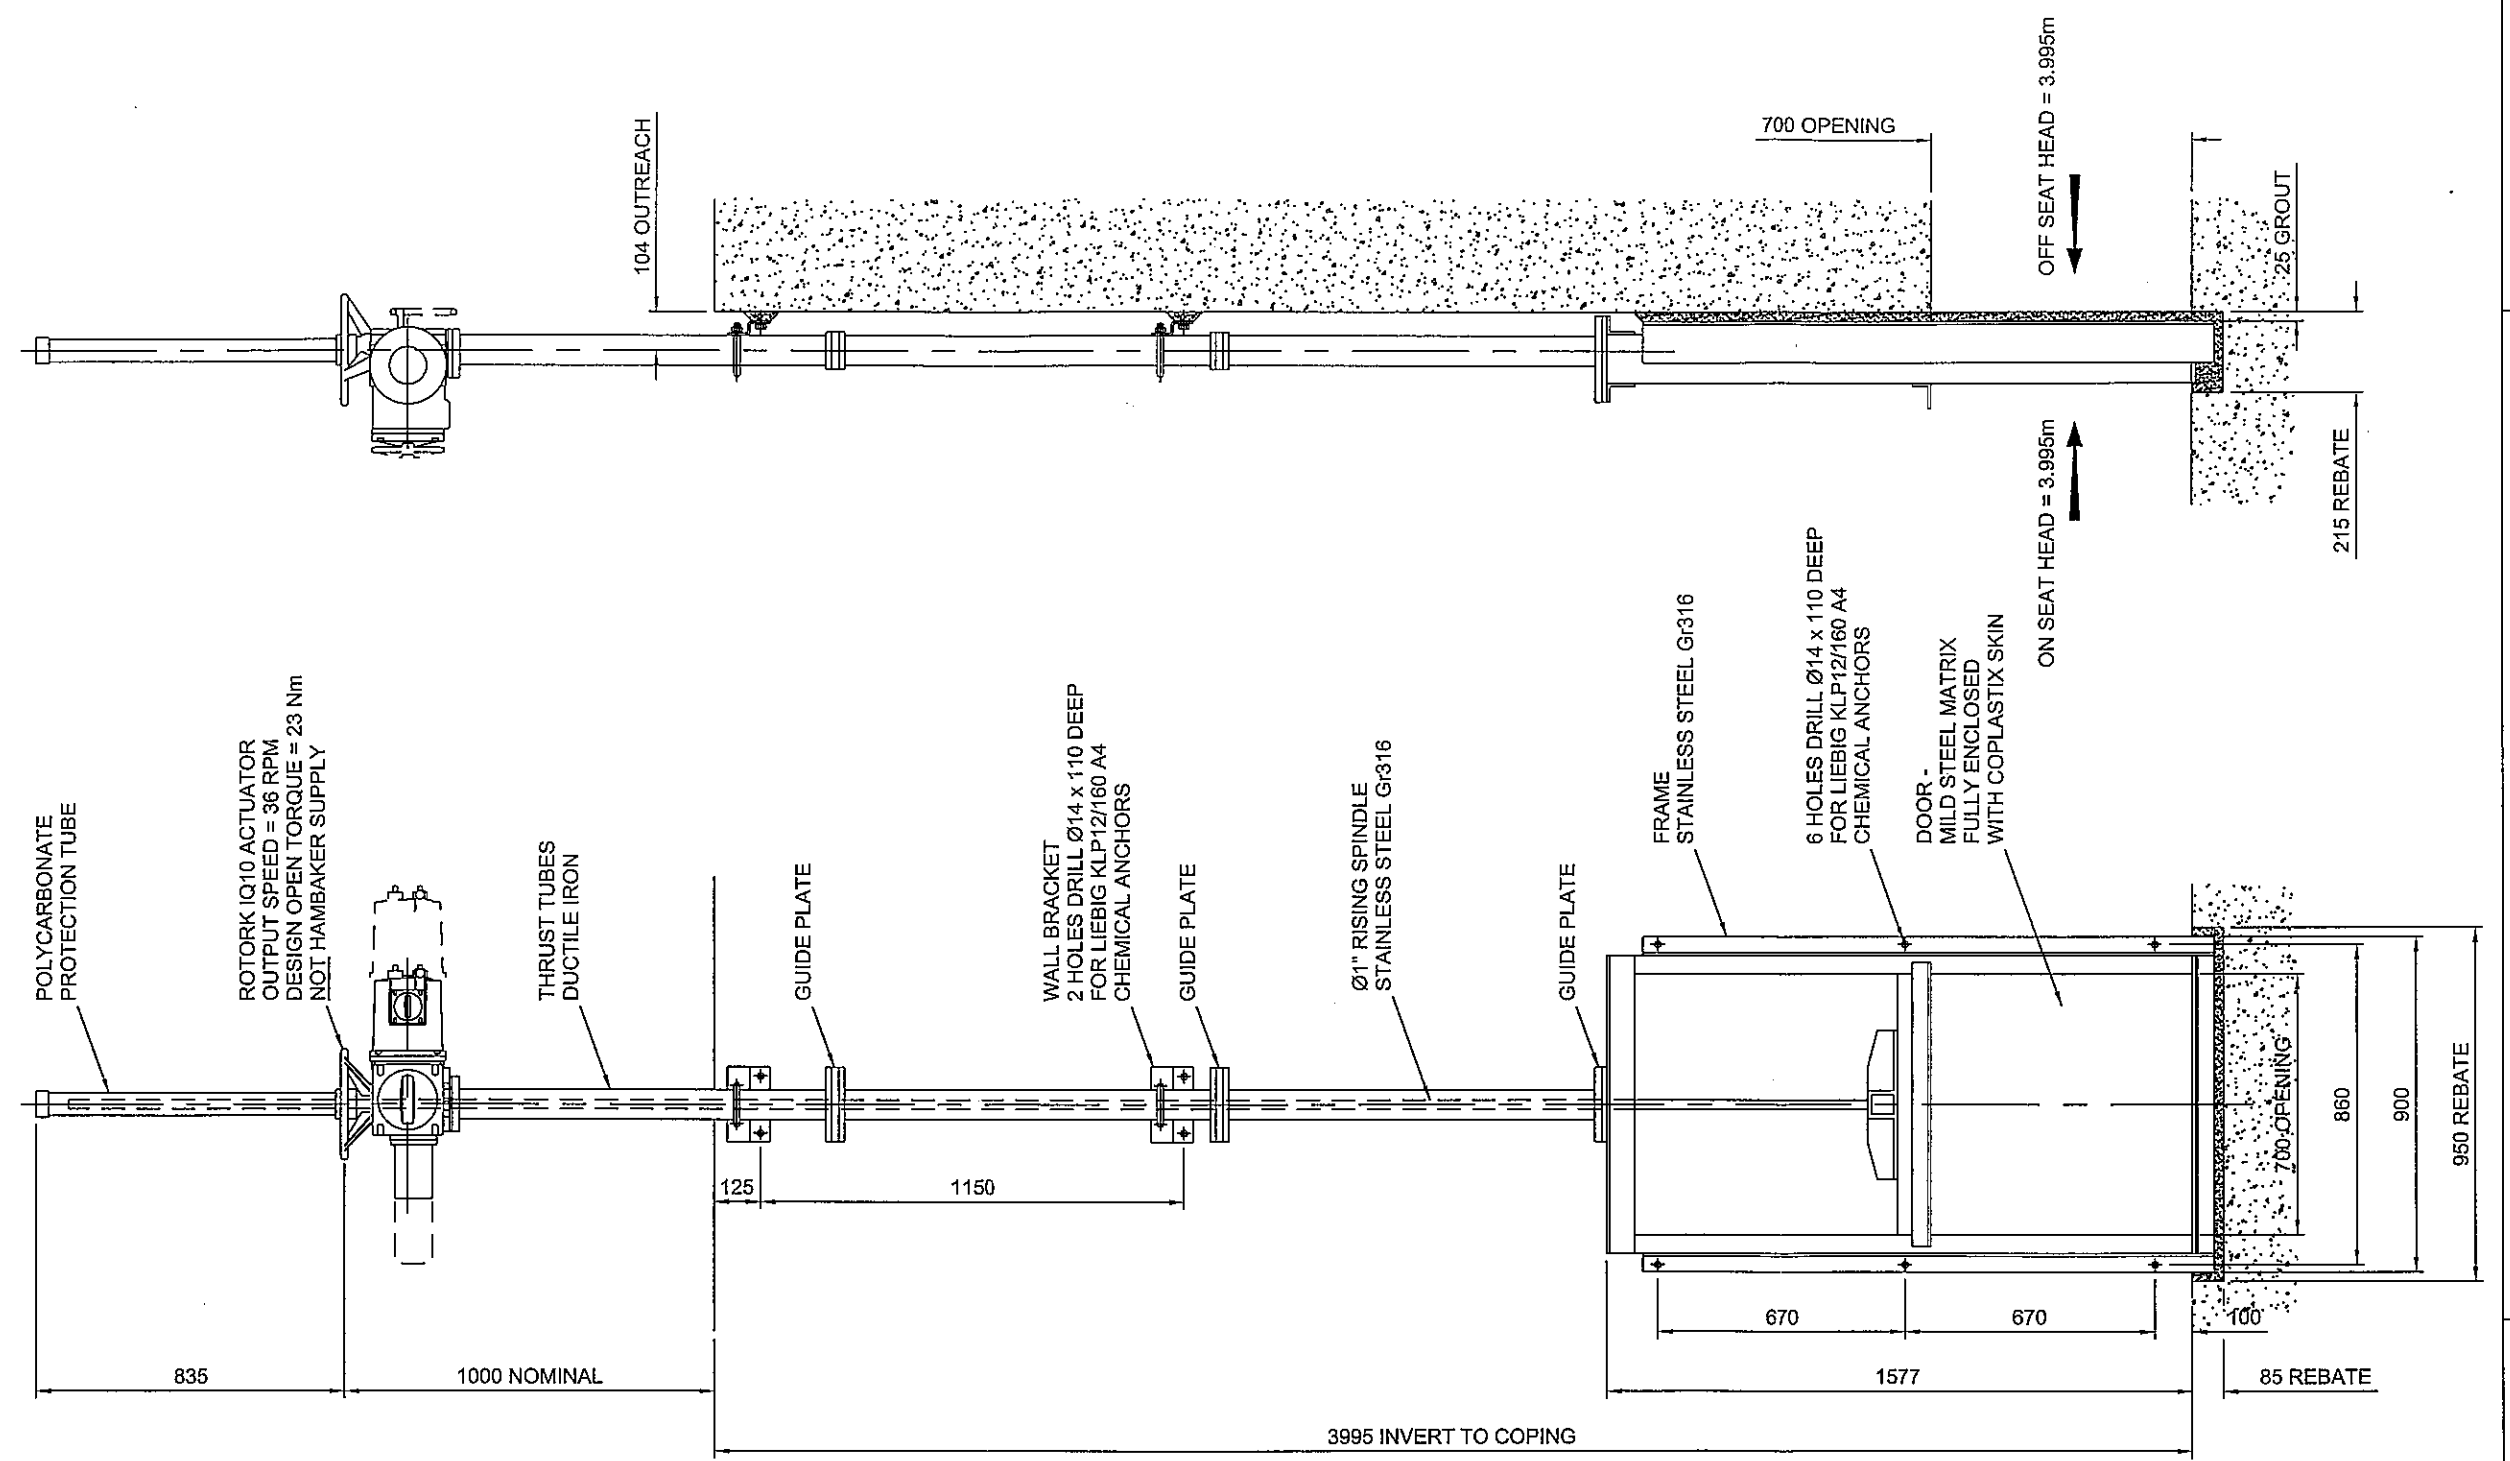 POLYCARBONATE
PROTECTION TUBE
ROTORK IQ10 ACTUATOR
OUTPUT SPEED = 36 RPM
DESIGN OPEN TORQUE = 23 Nm
NOT HAMBAKER SUPPLY
THRUST TUBES
DUCTILE IRON
GUIDE PLATE
WALL BRACKET
2 HOLES DRILL Ø14 x 110 DEEP
FOR LIEBIG KLP12/160 A4
CHEMICAL ANCHORS
GUIDE PLATE
Ø1" RISING SPINDLE
STAINLESS STEEL Gr316
GUIDE PLATE
FRAME
STAINLESS STEEL Gr316
6 HOLES DRILL Ø14 x 110 DEEP
FOR LIEBIG KLP12/160 A4
CHEMICAL ANCHORS
DOOR -
MILD STEEL MATRIX
FULLY ENCLOSED
WITH COPLASTIX SKIN
104 OUTREACH
700 OPENING
OFF SEAT HEAD = 3.995m
25 GROUT
ON SEAT HEAD = 3.995m
215 REBATE
125
1150
700 OPENING
860
900
950 REBATE
670
670
100
835
1000 NOMINAL
1577
85 REBATE
3995 INVERT TO COPING